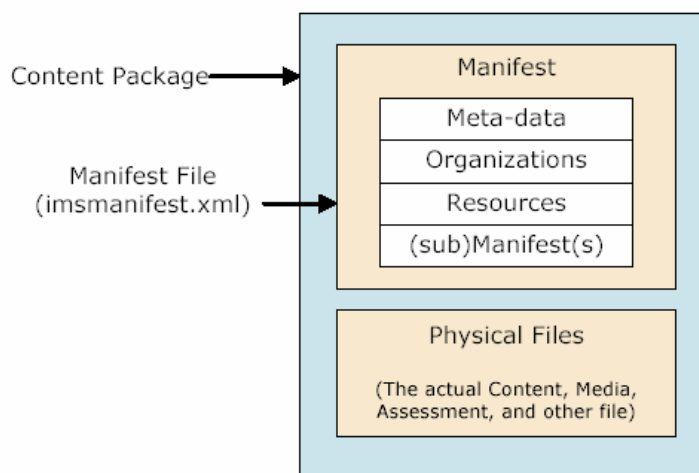 Content Package
Manifest File
(imsmanifest.xml)
Manifest
Meta-data
Organizations
Resources
(sub)Manifest(s)
Physical Files
(The actual Content, Media,
Assessment, and other file)